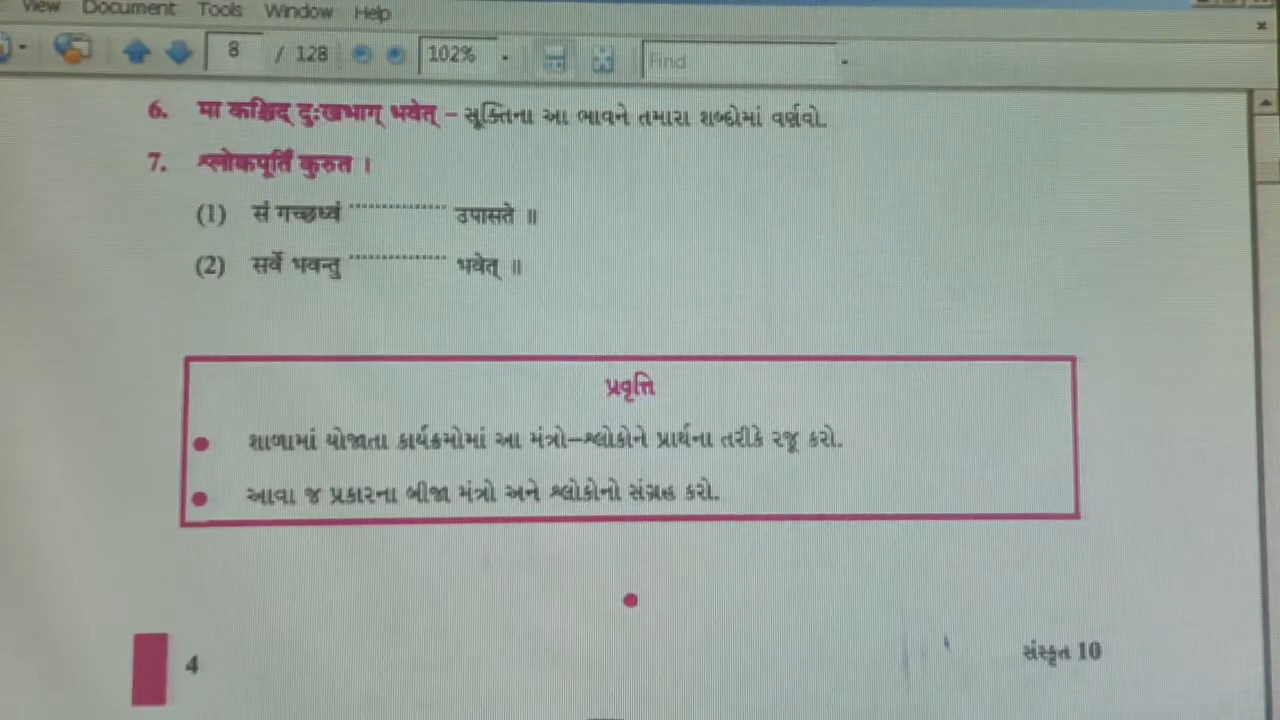 View Document Tools Window Help
8 / 128 102% Find
6. मा कश्चिद् दुःखभाग् भवेत् – સૂક્તિના આ ભાવને તમારા શબ્દોમાં વર્ણવો.
7. श्लोकपूर्तिं कुरुत ।
(1) सं गच्छध्वं ................ उपासते ॥
(2) सर्वे भवन्तु ................ भवेत् ॥
પ્રવૃત્તિ
● શાળામાં યોજાતા કાર્યક્રમોમાં આ મંત્રો–શ્લોકોને પ્રાર્થના તરીકે રજૂ કરો.
● આવા જ પ્રકારના બીજા મંત્રો અને શ્લોકોનો સંગ્રહ કરો.
4 સંસ્કૃત 10